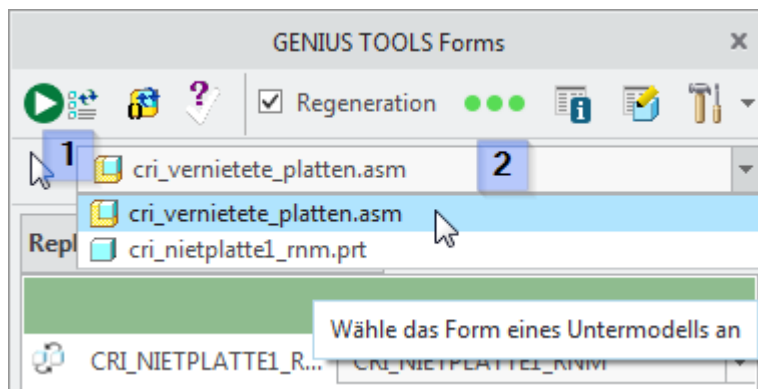 GENIUS TOOLS Forms
Regeneration
1
cri_vernietete_platten.asm
2
cri_vernietete_platten.asm
Repl
cri_nietplatte1_rnm.prt
Wähle das Form eines Untermodells an
CRI_NIETPLATTE1_R...
CRI_NIETPLATTE1_RNM